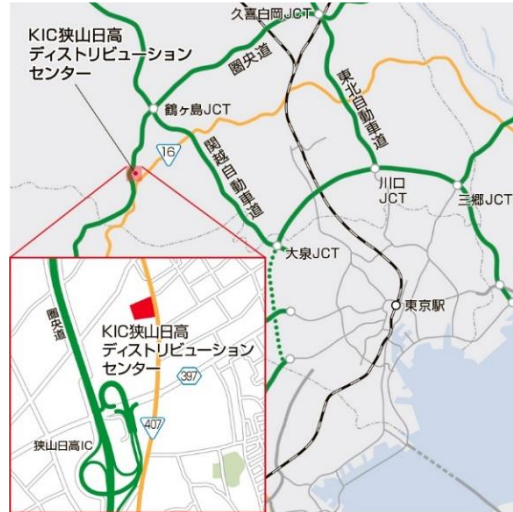 久喜白岡JCT
KIC狭山日高
ディストリビューション
センター
圏央道
東北自動車道
鶴ヶ島JCT
16
関越自動車道
川口
JCT
三郷JCT
大泉JCT
東京駅
圏央道
KIC狭山日高
ディストリビューション
センター
397
407
狭山日高IC